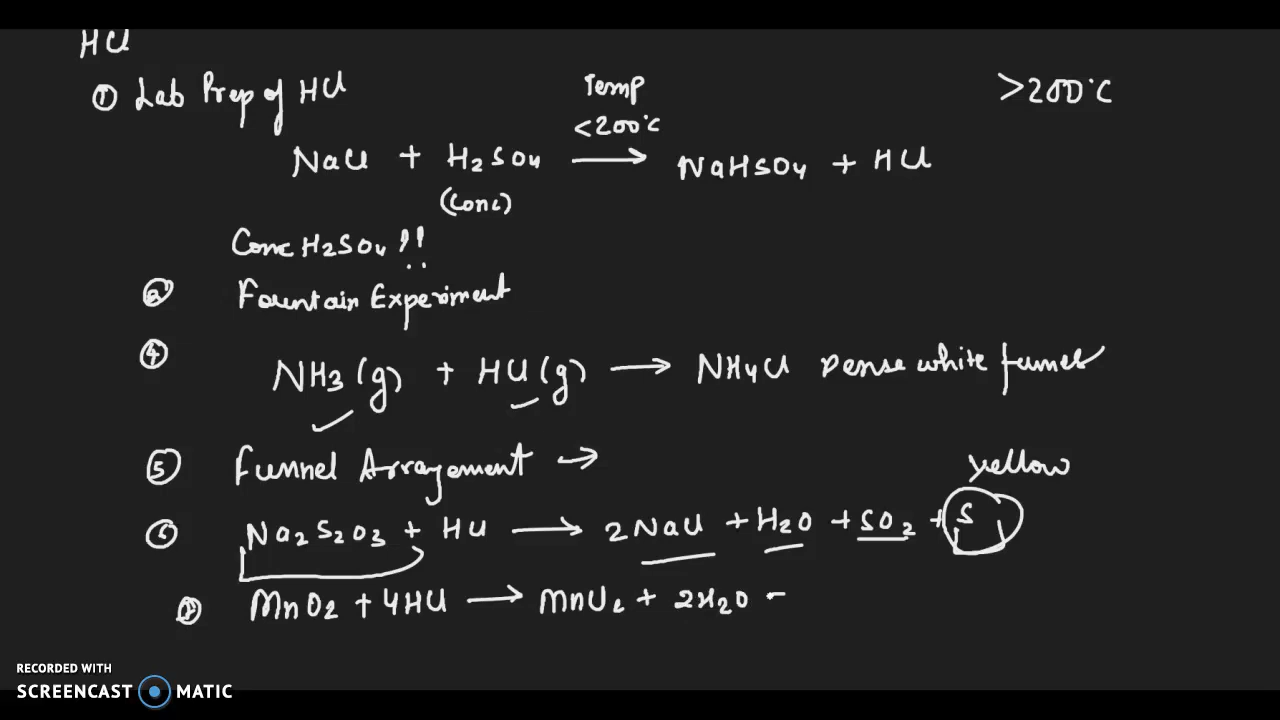 HCl
① Lab Prep of HCl
Temp
<200°C
>200°C
NaCl + H2SO4 → NaHSO4 + HCl
(Conc)
Conc H2SO4 !!
② Fountain Experiment
④ NH3 (g) + HCl (g) → NH4Cl Dense white fumes
⑤ Funnel Arragement →
yellow
⑥ Na2S2O3 + HCl → 2NaCl + H2O + SO2 + S
MnO2 + 4HCl → MnCl2 + 2H2O -
RECORDED WITH
SCREENCAST MATIC